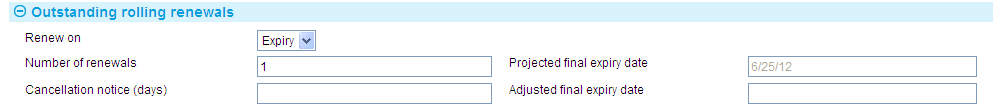 Outstanding rolling renewals
Renew on Expiry
Number of renewals 1 Projected final expiry date 6/25/12
Cancellation notice (days) Adjusted final expiry date